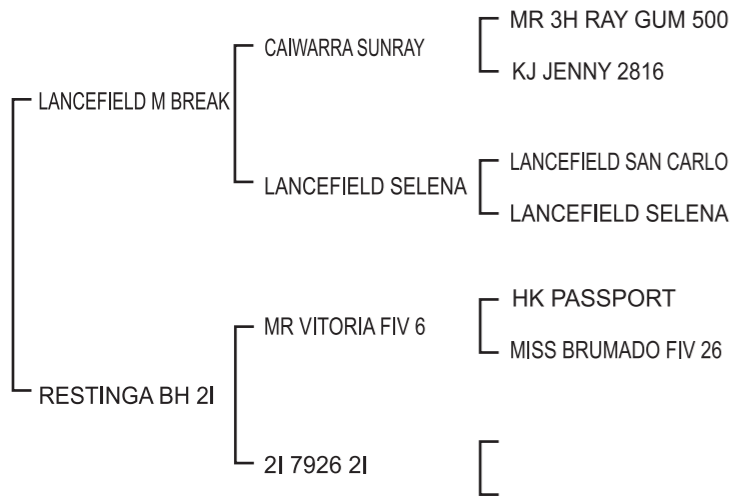 MR 3H RAY GUM 500
CAIWARRA SUNRAY
KJ JENNY 2816
LANCEFIELD M BREAK
LANCEFIELD SAN CARLO
LANCEFIELD SELENA
LANCEFIELD SELENA
HK PASSPORT
MR VITORIA FIV 6
MISS BRUMADO FIV 26
RESTINGA BH 2I
2I 7926 2I